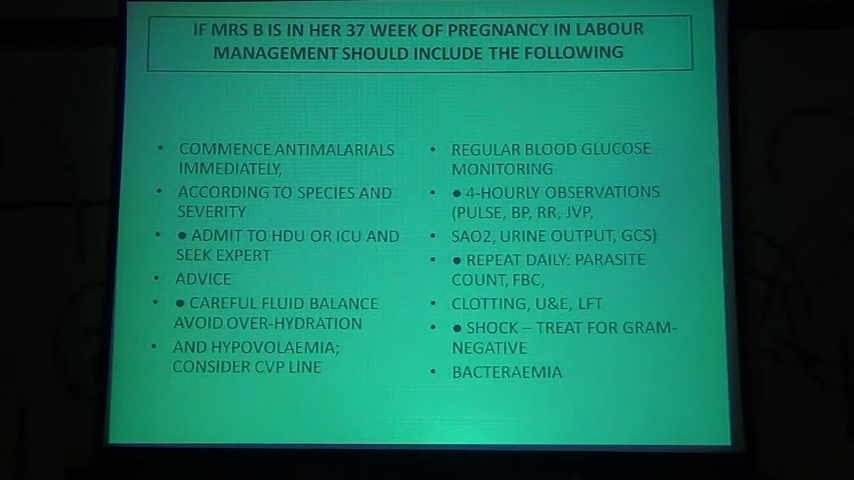 IF MRS B IS IN HER 37 WEEK OF PREGNANCY IN LABOUR
MANAGEMENT SHOULD INCLUDE THE FOLLOWING
• COMMENCE ANTIMALARIALS
IMMEDIATELY,
• ACCORDING TO SPECIES AND
SEVERITY
• ● ADMIT TO HDU OR ICU AND
SEEK EXPERT
• ADVICE
• ● CAREFUL FLUID BALANCE
AVOID OVER-HYDRATION
• AND HYPOVOLAEMIA;
CONSIDER CVP LINE
• REGULAR BLOOD GLUCOSE
MONITORING
• ● 4-HOURLY OBSERVATIONS
(PULSE, BP, RR, JVP,
• SAO2, URINE OUTPUT, GCS)
• ● REPEAT DAILY: PARASITE
COUNT, FBC,
• CLOTTING, U&E, LFT
• ● SHOCK – TREAT FOR GRAM-
NEGATIVE
• BACTERAEMIA